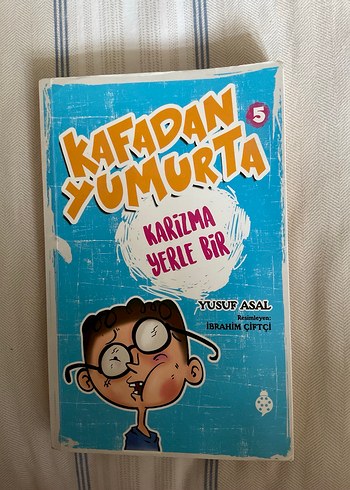 KAFADAN
YUMURTA
5
KARİZMA
YERLE BİR
YUSUF ASAL
Resimleyen:
İBRAHİM ÇİFTÇİ